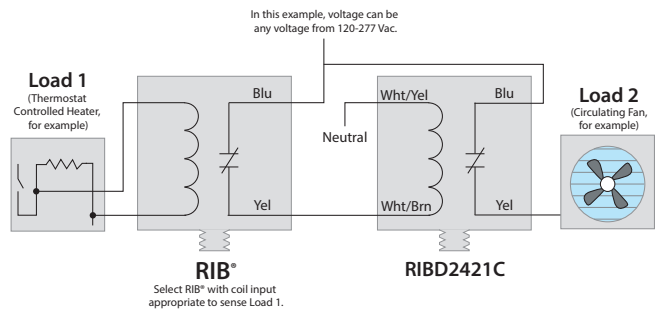 In this example, voltage can be
any voltage from 120-277 Vac.
Load 1
(Thermostat
Controlled Heater,
for example)
Blu
Yel
RIB®
Select RIB® with coil input
appropriate to sense Load 1.
Wht/Yel
Neutral
Wht/Brn
Blu
Yel
RIBD2421C
Load 2
(Circulating Fan,
for example)